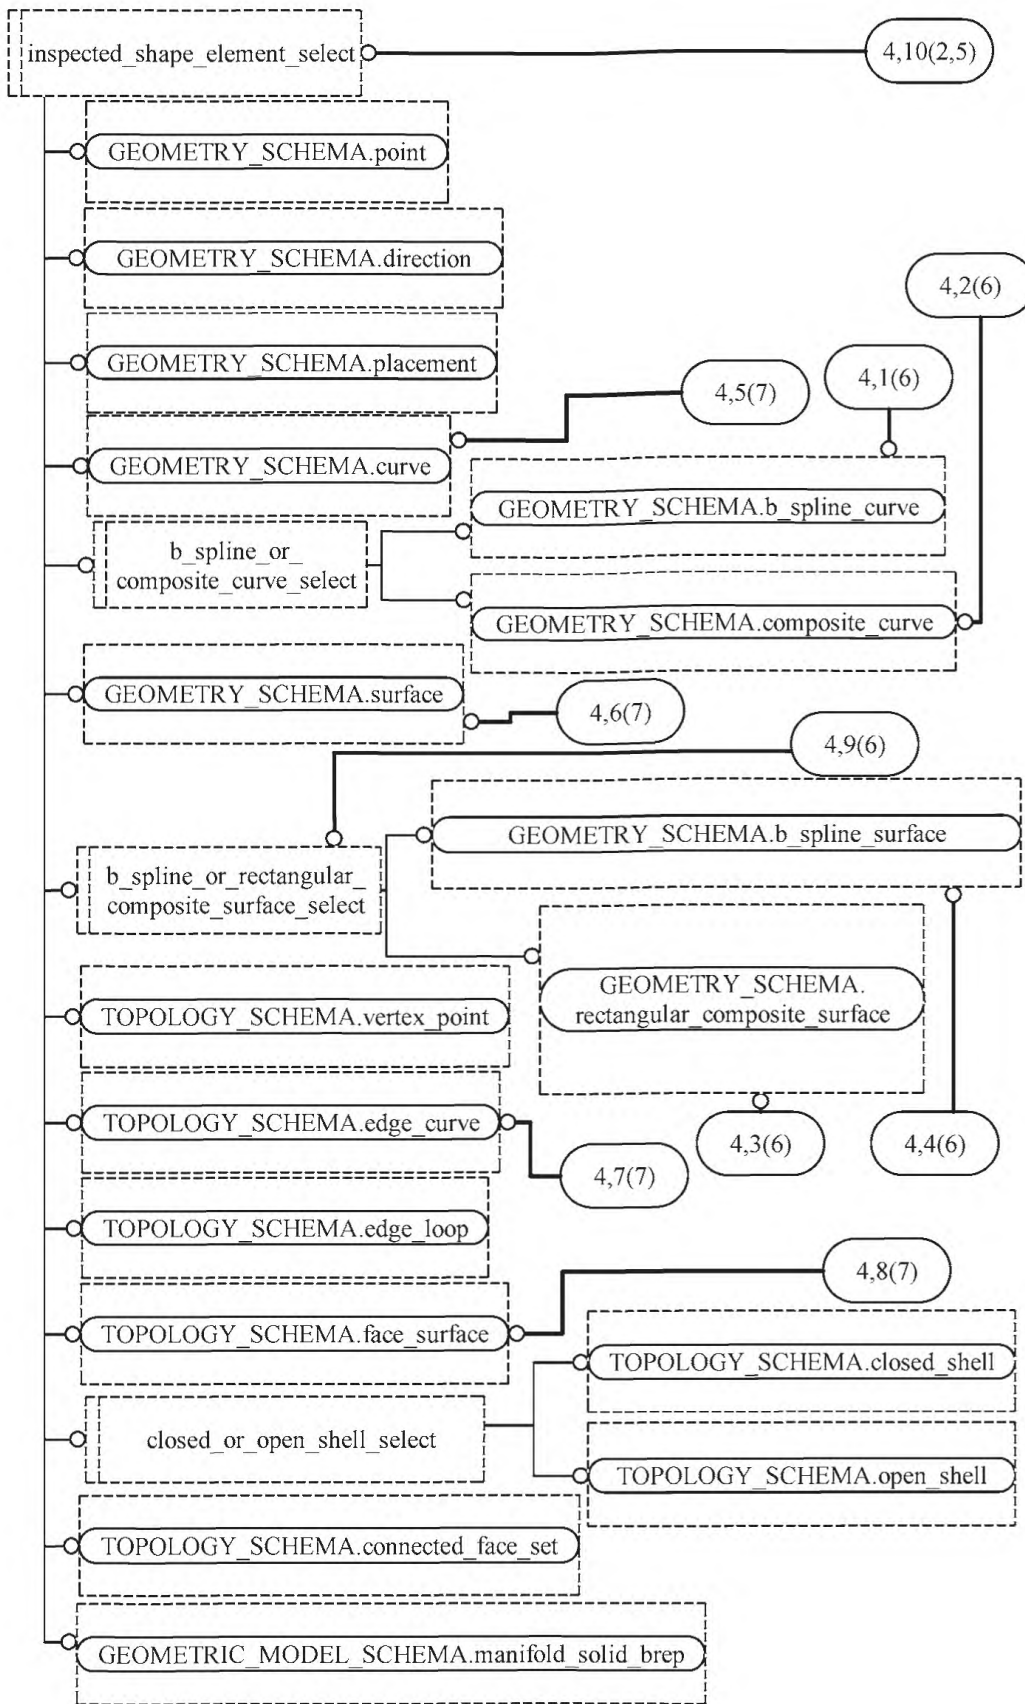 inspected_shape_element_select
4,10(2,5)
GEOMETRY_SCHEMA.point
GEOMETRY_SCHEMA.direction
4,2(6)
GEOMETRY_SCHEMA.placement
4,5(7)
4,1(6)
GEOMETRY_SCHEMA.curve
GEOMETRY_SCHEMA.b_spline_curve
b_spline_or_
composite_curve_select
GEOMETRY_SCHEMA.composite_curve
GEOMETRY_SCHEMA.surface
4,6(7)
4,9(6)
GEOMETRY_SCHEMA.b_spline_surface
b_spline_or_rectangular_
composite_surface_select
GEOMETRY_SCHEMA.
rectangular_composite_surface
TOPOLOGY_SCHEMA.vertex_point
TOPOLOGY_SCHEMA.edge_curve
4,3(6)
4,4(6)
4,7(7)
TOPOLOGY_SCHEMA.edge_loop
4,8(7)
TOPOLOGY_SCHEMA.face_surface
TOPOLOGY_SCHEMA.closed_shell
closed_or_open_shell_select
TOPOLOGY_SCHEMA.open_shell
TOPOLOGY_SCHEMA.connected_face_set
GEOMETRIC_MODEL_SCHEMA.manifold_solid_brep